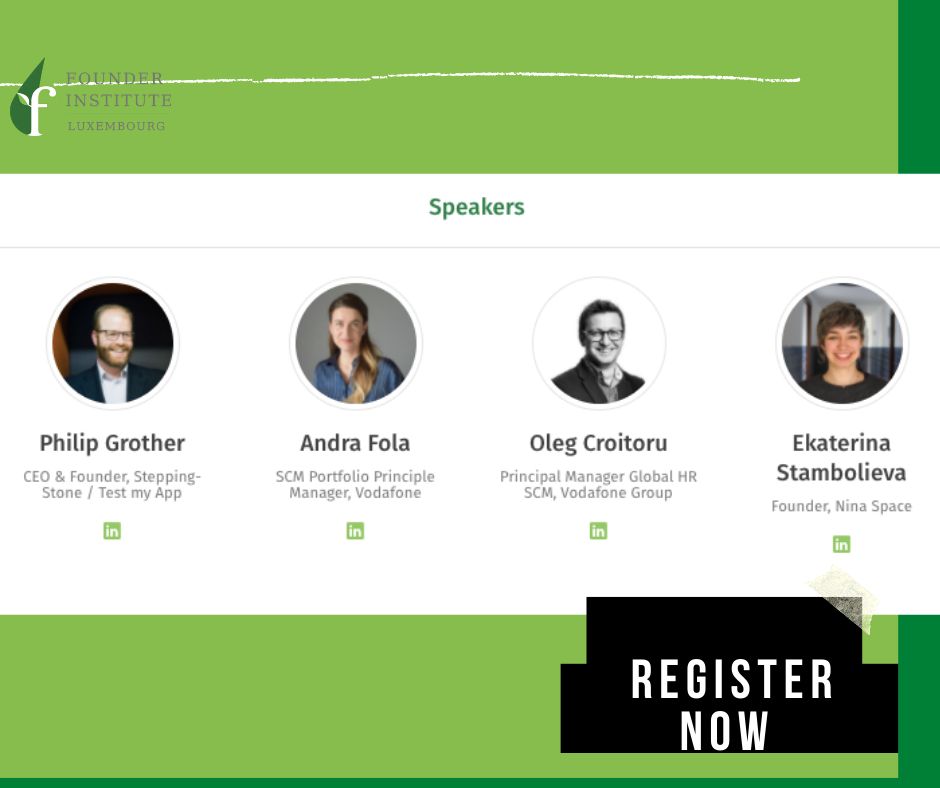 FOUNDER
INSTITUTE
LUXEMBOURG
Speakers
Philip Grother
CEO & Founder, Stepping-
Stone / Test my App
in
Andra Fola
SCM Portfolio Principle
Manager, Vodafone
in
Oleg Croitoru
Principal Manager Global HR
SCM, Vodafone Group
in
Ekaterina
Stambolieva
Founder, Nina Space
in
REGISTER
NOW